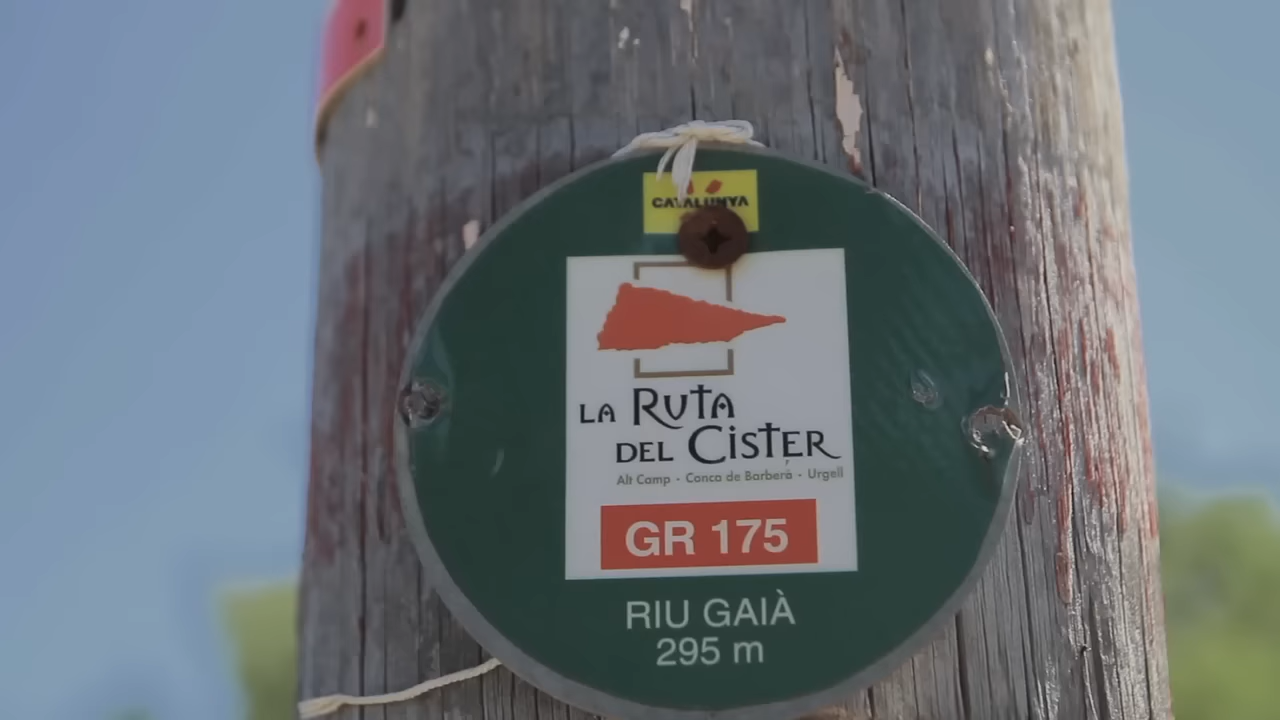 CATALUNYA
LA RUTA
DEL CISTER
Alt Camp - Conca de Barberà - Urgell
GR 175
RIU GAIÀ
295 m